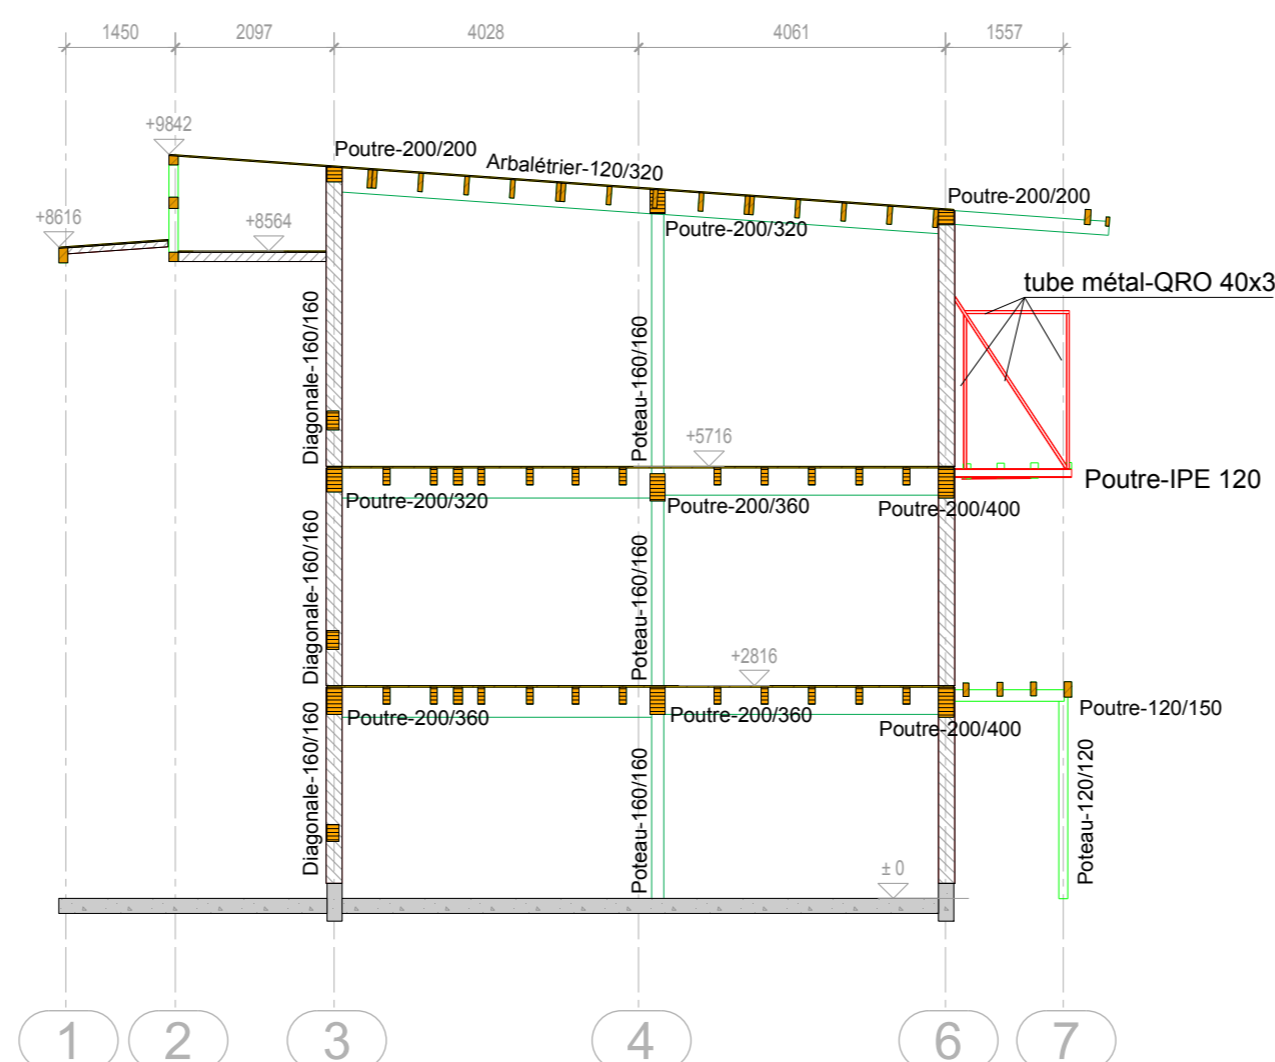 1450
2097
4028
4061
1557
+9842
Poutre-200/200
Arbalétrier-120/320
Poutre-200/200
+8616
+8564
Poutre-200/320
tube métal-QRO 40x3
Diagonale-160/160
Poteau-160/160
+5716
Poutre-IPE 120
Poutre-200/320
Poutre-200/360
Poutre-200/400
Diagonale-160/160
Poteau-160/160
+2816
Poutre-120/150
Poutre-200/360
Poutre-200/360
Poutre-200/400
Diagonale-160/160
Poteau-160/160
Poteau-120/120
± 0
1
2
3
4
6
7